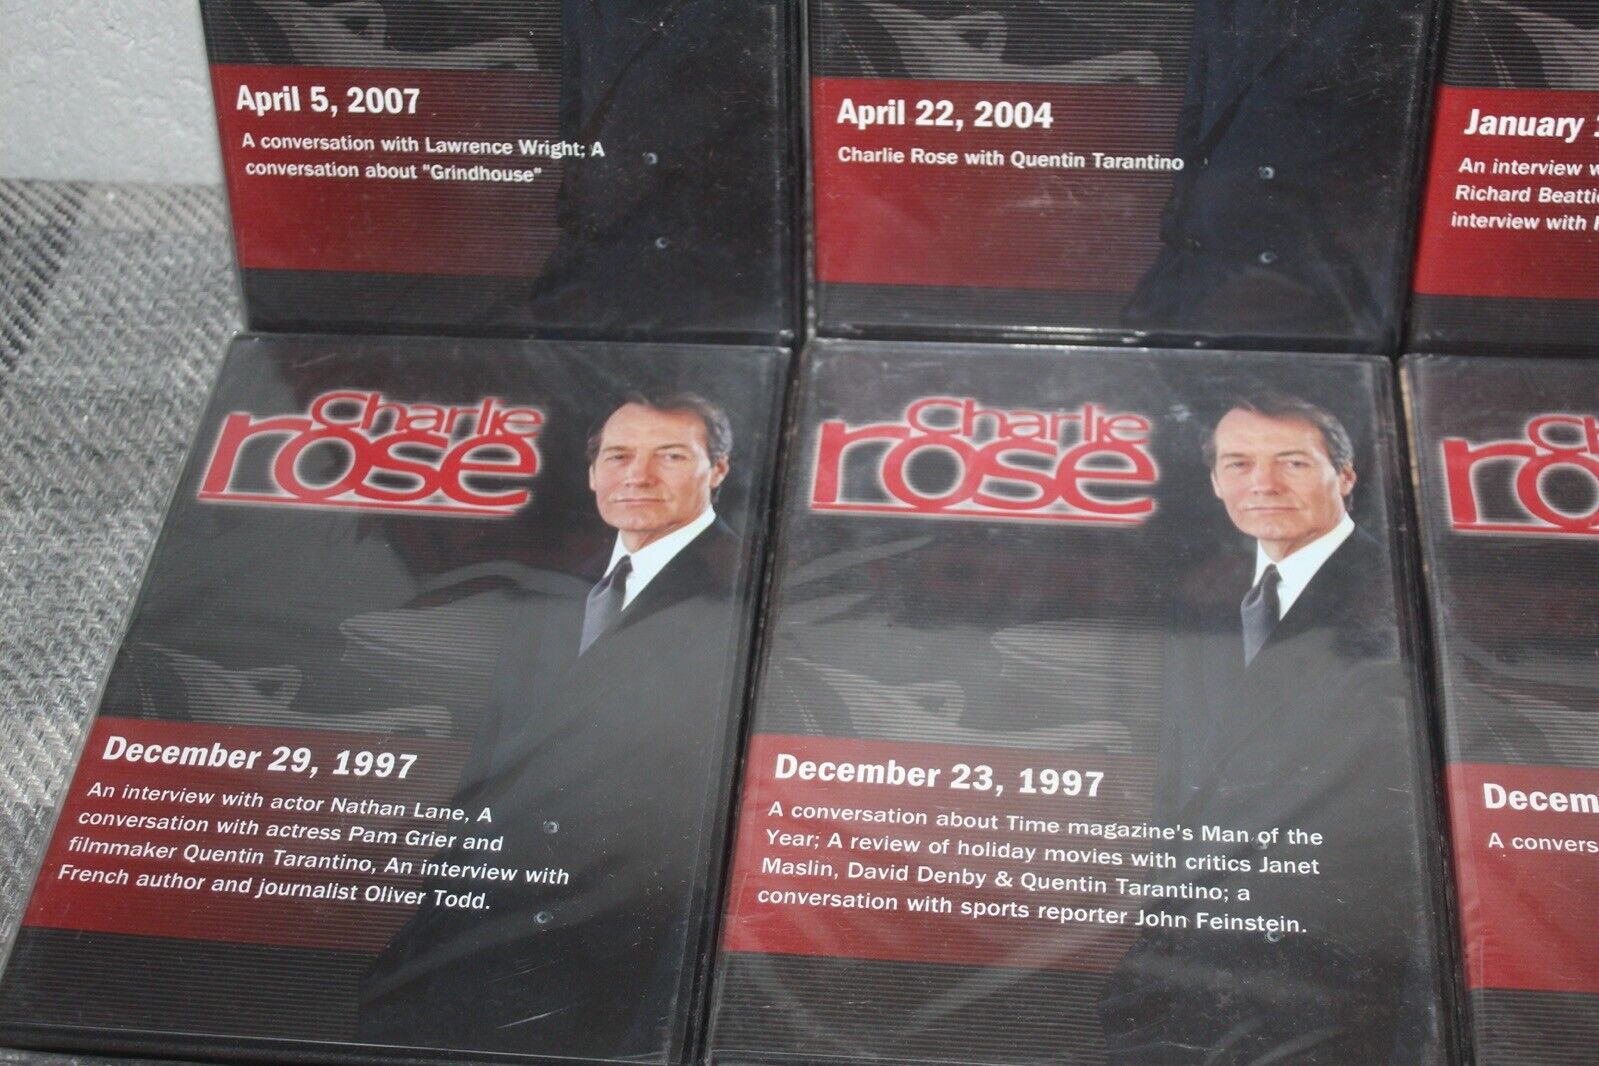 April 5, 2007
A conversation with Lawrence Wright; A
conversation about "Grindhouse"
April 22, 2004
Charlie Rose with Quentin Tarantino
January
An interview
Richard
interview with
Charlie
rose
December 29, 1997
An interview with actor Nathan Lane, A
conversation with actress Pam Grier and
filmmaker Quentin Tarantino, An interview with
French author and journalist Oliver Todd.
Charlie
rose
December 23, 1997
A conversation about Time magazine's Man of the
Year; A review of holiday movies with critics Janet
Maslin, David Denby & Quentin Tarantino; a
conversation with sports reporter John Feinstein.
Decem
A convers